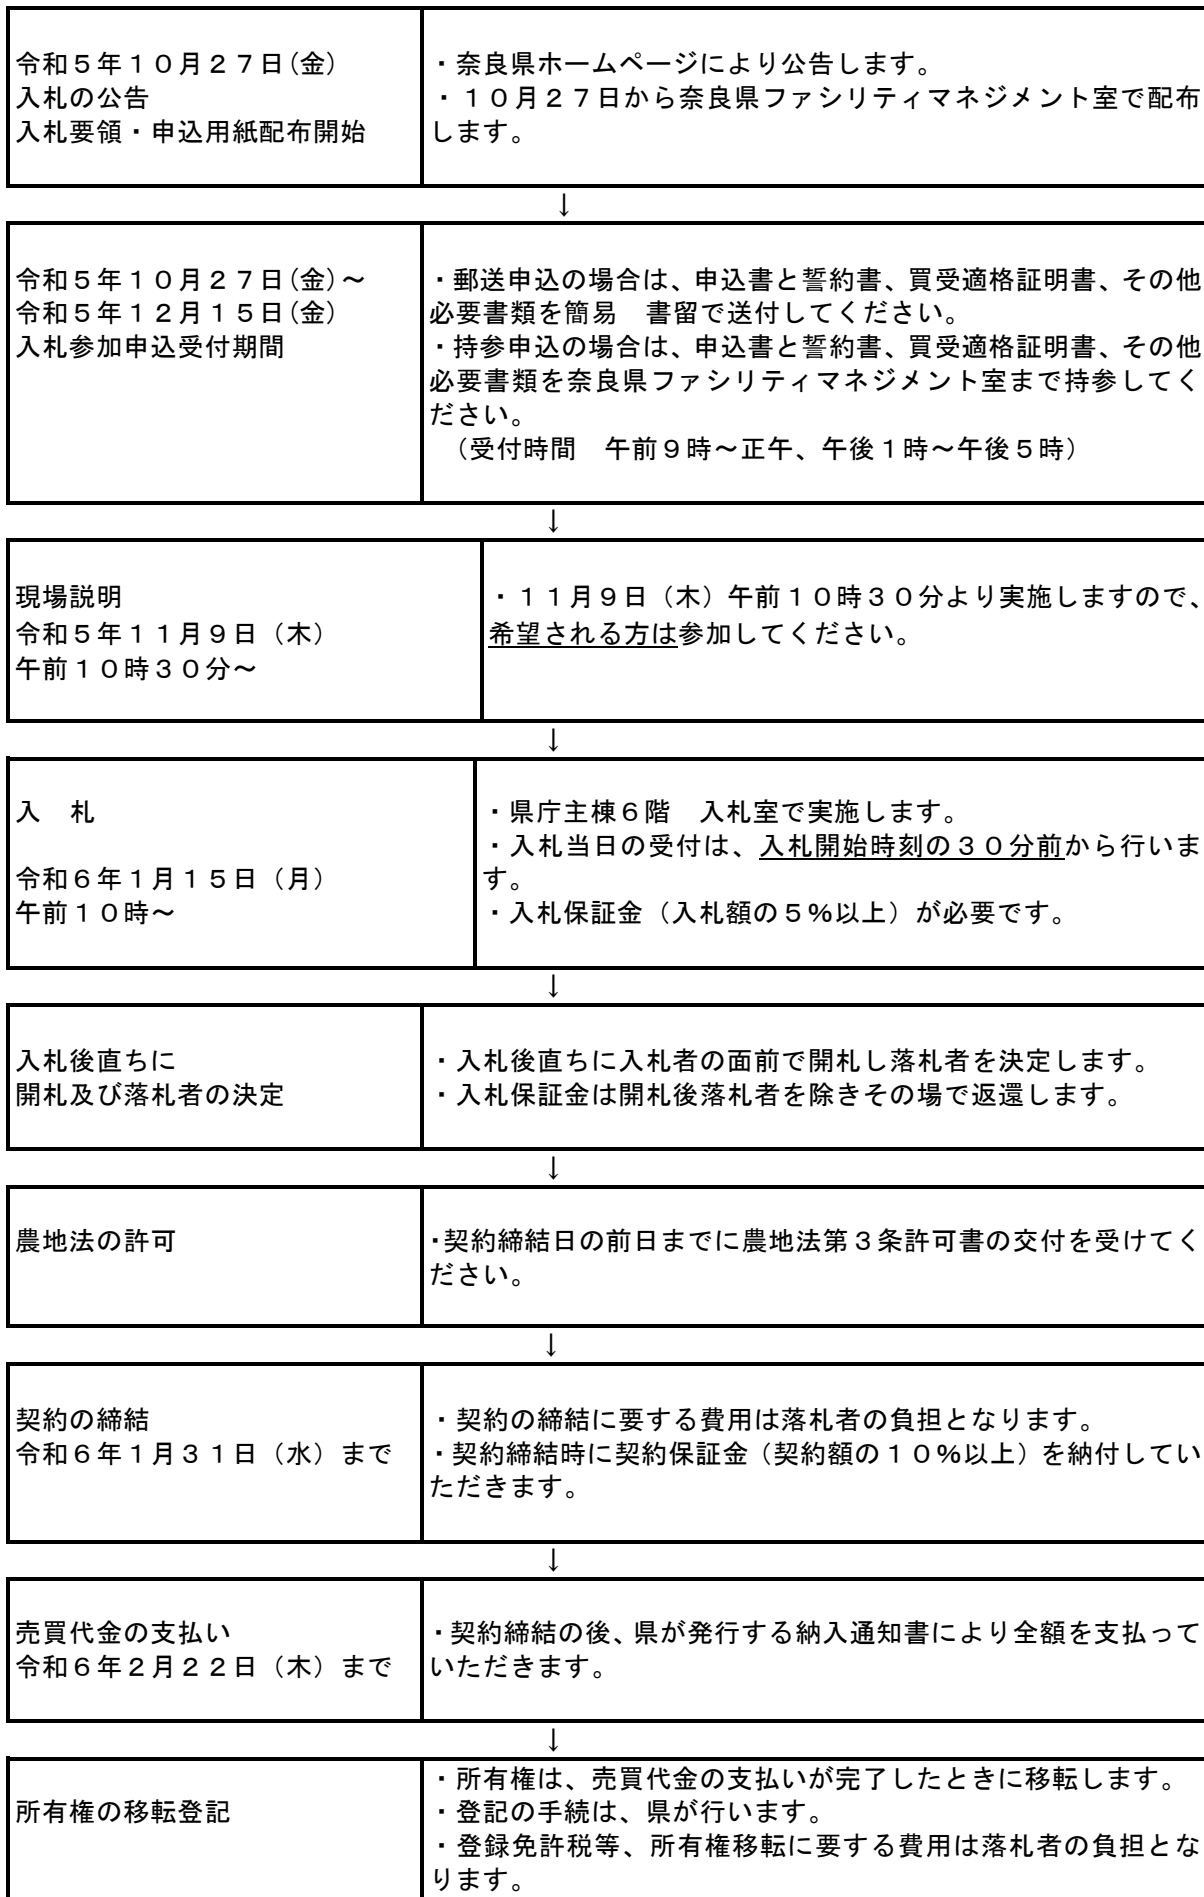 令和５年１０月２７日(金)
入札の公告
入札要領・申込用紙配布開始
・奈良県ホームページにより公告します。
・１０月２７日から奈良県ファシリティマネジメント室で配布
します。
↓
令和５年１０月２７日(金)～
令和５年１２月１５日(金)
入札参加申込受付期間
・郵送申込の場合は、申込書と誓約書、買受適格証明書、その他
必要書類を簡易　書留で送付してください。
・持参申込の場合は、申込書と誓約書、買受適格証明書、その他
必要書類を奈良県ファシリティマネジメント室まで持参してく
ださい。
（受付時間　午前９時～正午、午後１時～午後５時）
↓
現場説明
令和５年１１月９日（木）
午前１０時３０分～
・１１月９日（木）午前１０時３０分より実施しますので、
希望される方は参加してください。
↓
入　札
令和６年１月１５日（月）
午前１０時～
・県庁主棟６階　入札室で実施します。
・入札当日の受付は、入札開始時刻の３０分前から行いま
す。
・入札保証金（入札額の５％以上）が必要です。
↓
入札後直ちに
開札及び落札者の決定
・入札後直ちに入札者の面前で開札し落札者を決定します。
・入札保証金は開札後落札者を除きその場で返還します。
↓
農地法の許可
・契約締結日の前日までに農地法第３条許可書の交付を受けてく
ださい。
↓
契約の締結
令和６年１月３１日（水）まで
・契約の締結に要する費用は落札者の負担となります。
・契約締結時に契約保証金（契約額の１０％以上）を納付してい
ただきます。
↓
売買代金の支払い
令和６年２月２２日（木）まで
・契約締結の後、県が発行する納入通知書により全額を支払って
いただきます。
↓
所有権の移転登記
・所有権は、売買代金の支払いが完了したときに移転します。
・登記の手続は、県が行います。
・登録免許税等、所有権移転に要する費用は落札者の負担とな
ります。